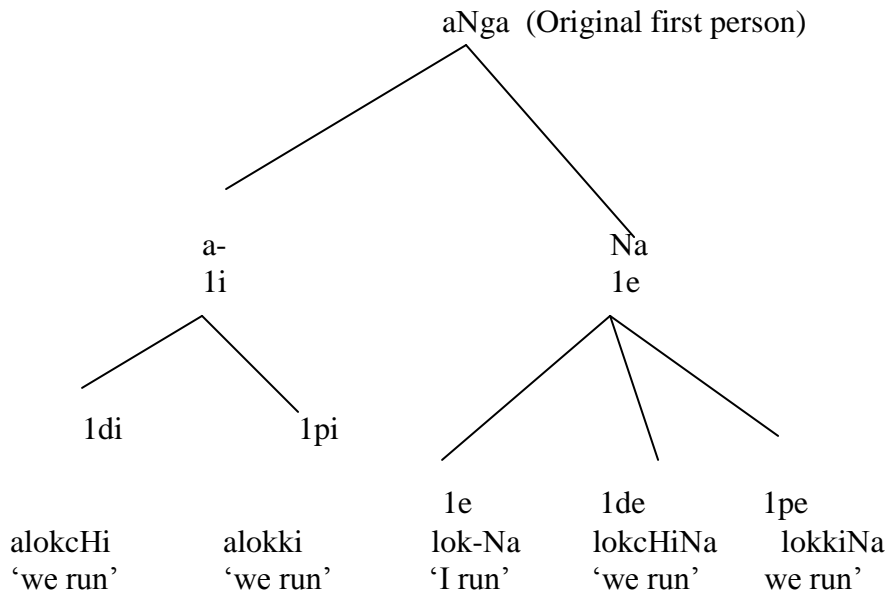 aNga (Original first person)
a- Na
1i 1e
1di 1pi
1e 1de 1pe
alokcHi alokki lok-Na lokcHiNa lokkiNa
‘we run’ ‘we run’ ‘I run’ ‘we run’ we run’